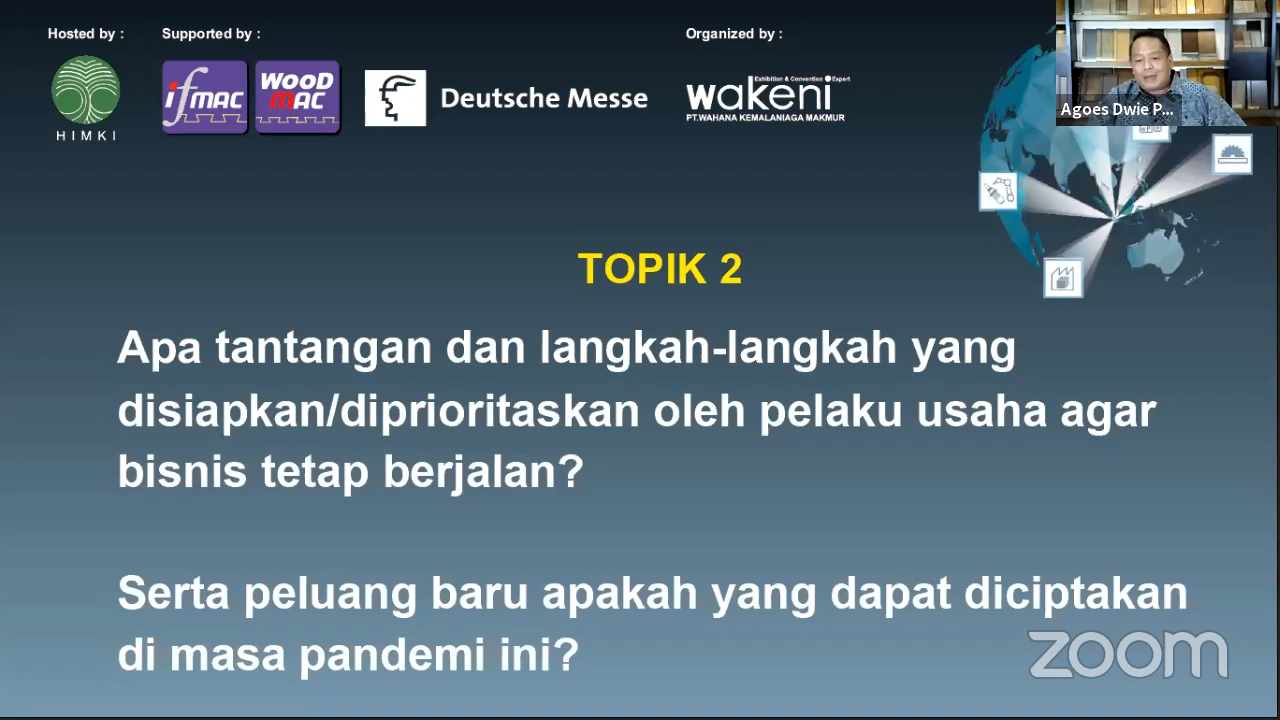 Hosted by :
Supported by :
Organized by :
HIMKI
ifmac
WOOD
mac
Deutsche Messe
Exhibition & Convention Expert
wakeni
PT.WAHANA KEMALANIAGA MAKMUR
Agoes Dwie P...
TOPIK 2
Apa tantangan dan langkah-langkah yang
disiapkan/diprioritaskan oleh pelaku usaha agar
bisnis tetap berjalan?
Serta peluang baru apakah yang dapat diciptakan
di masa pandemi ini?
zoom